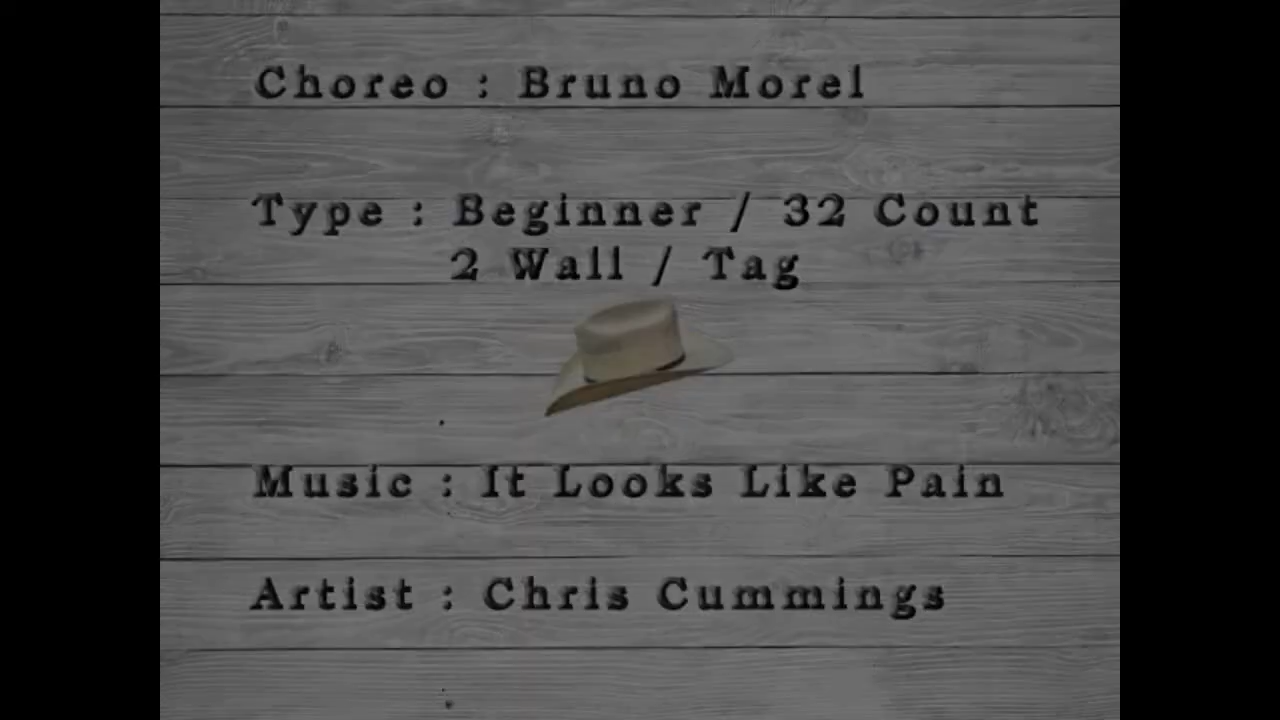 Choreo : Bruno Morel
Type : Beginner / 32 Count
2 Wall / Tag
Music : It Looks Like Pain
Artist : Chris Cummings